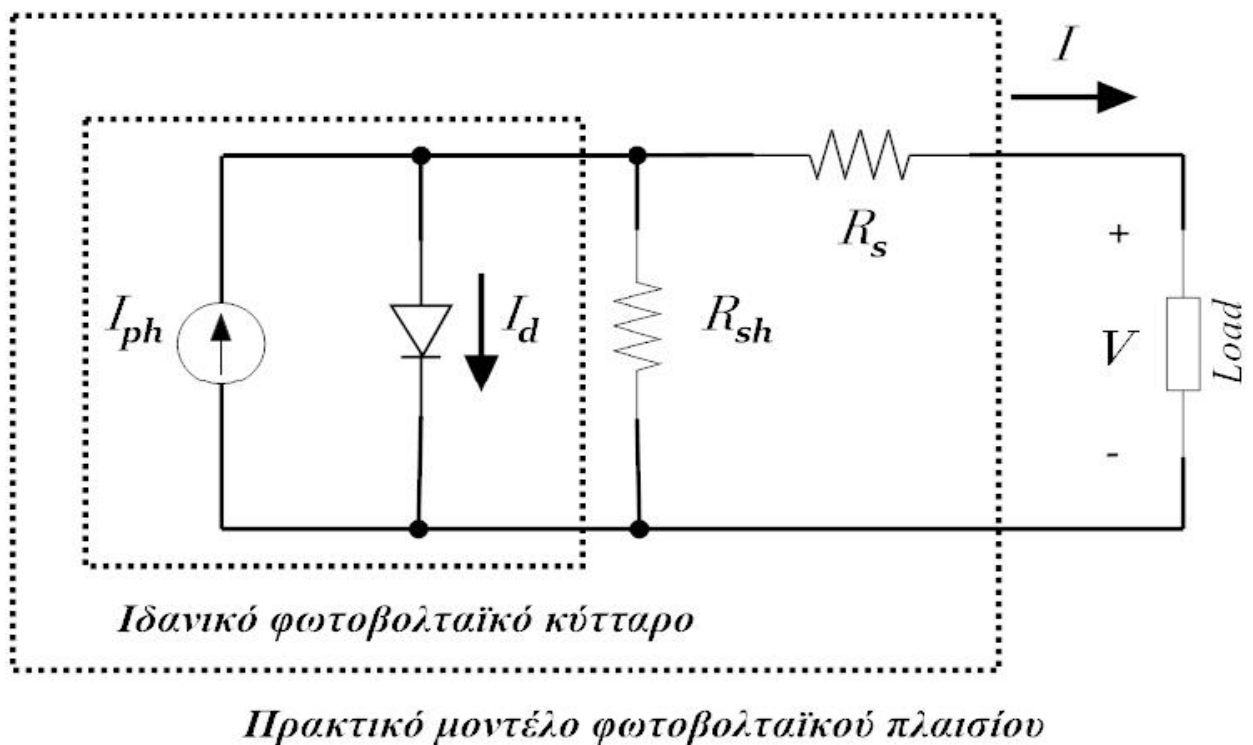 I
R_s
I_ph
I_d
R_sh
+
V
-
Load
Ιδανικό φωτοβολταϊκό κύτταρο
Πρακτικό μοντέλο φωτοβολταϊκού πλαισίου